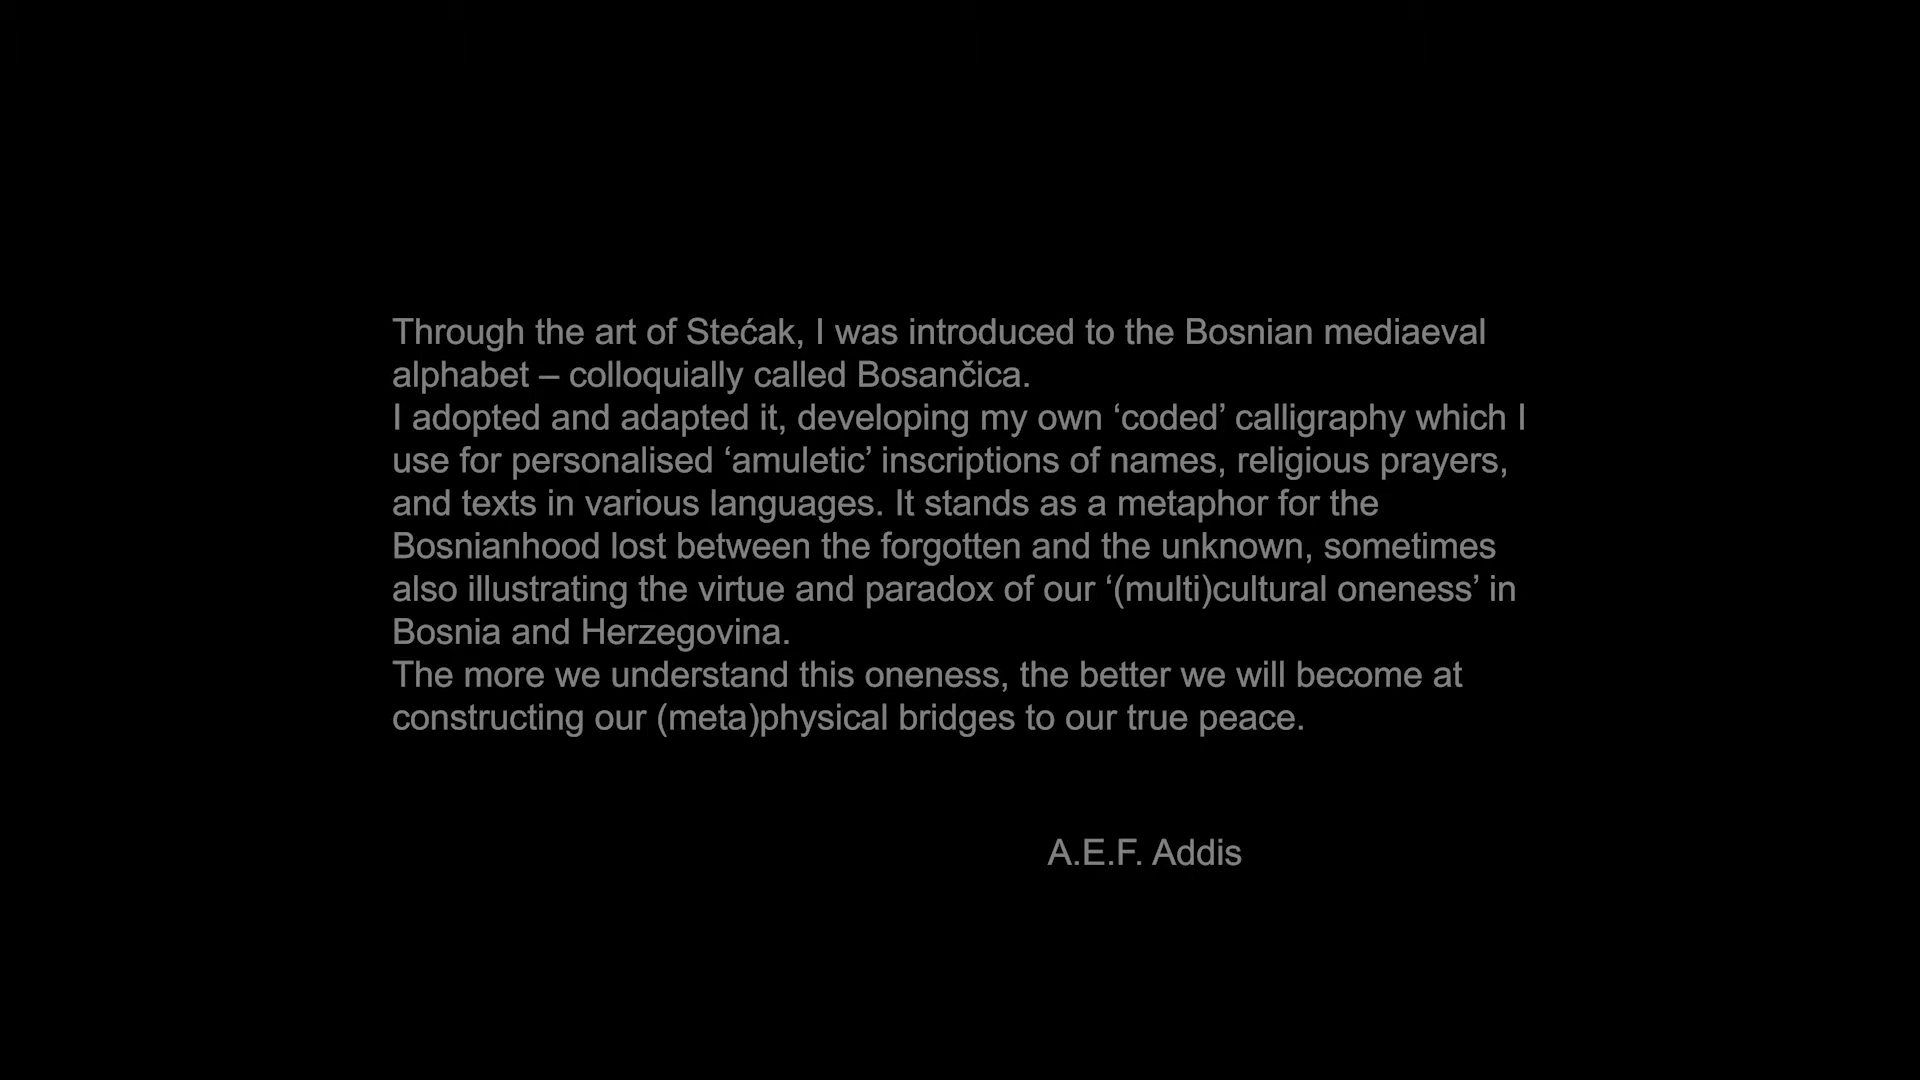 Through the art of Stećak, I was introduced to the Bosnian mediaeval
alphabet – colloquially called Bosančica.
I adopted and adapted it, developing my own ‘coded’ calligraphy which I
use for personalised ‘amuletic’ inscriptions of names, religious prayers,
and texts in various languages. It stands as a metaphor for the
Bosnianhood lost between the forgotten and the unknown, sometimes
also illustrating the virtue and paradox of our ‘(multi)cultural oneness’ in
Bosnia and Herzegovina.
The more we understand this oneness, the better we will become at
constructing our (meta)physical bridges to our true peace.
A.E.F. Addis